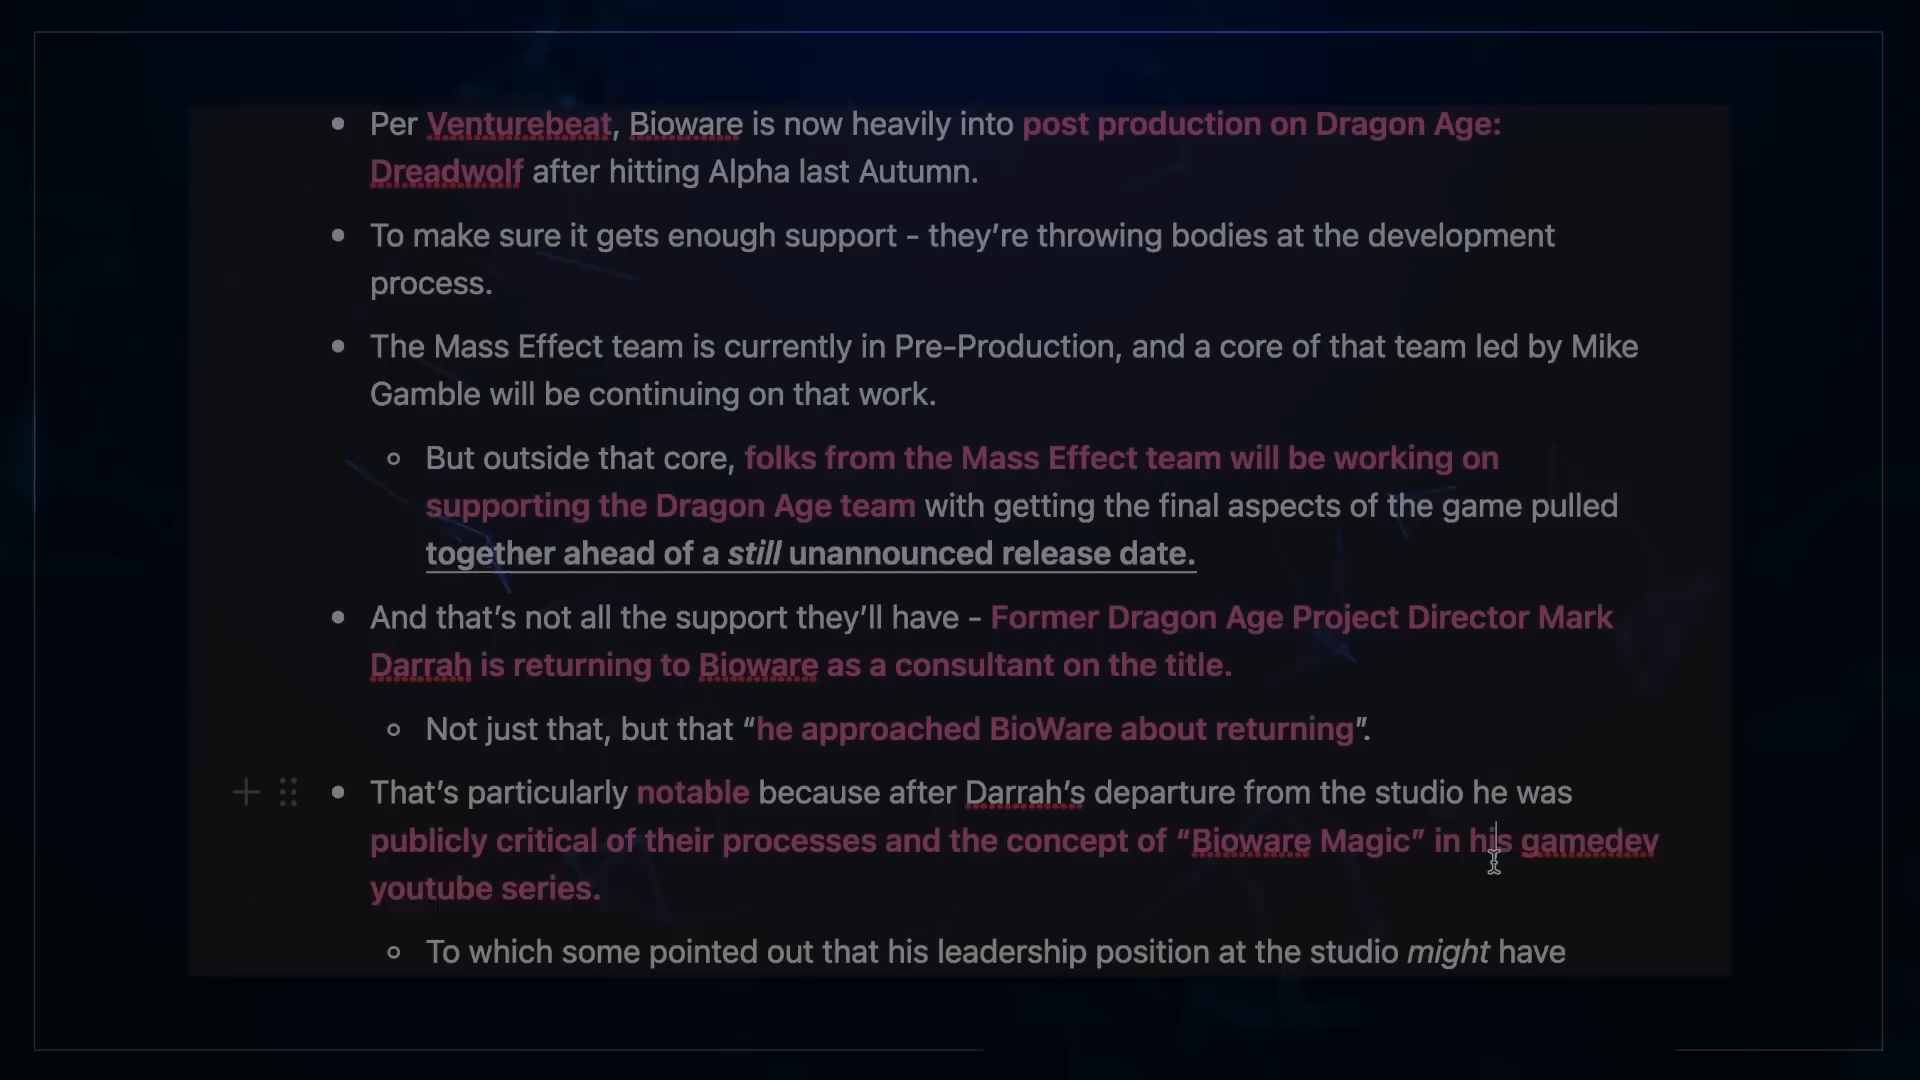 Per Venturebeat, Bioware is now heavily into post production on Dragon Age:
Dreadwolf after hitting Alpha last Autumn.
To make sure it gets enough support - they're throwing bodies at the development
process.
The Mass Effect team is currently in Pre-Production, and a core of that team led by Mike
Gamble will be continuing on that work.
But outside that core, folks from the Mass Effect team will be working on
supporting the Dragon Age team with getting the final aspects of the game pulled
together ahead of a still unannounced release date.
And that's not all the support they'll have - Former Dragon Age Project Director Mark
Darrah is returning to Bioware as a consultant on the title.
Not just that, but that “he approached BioWare about returning”.
That's particularly notable because after Darrah's departure from the studio he was
publicly critical of their processes and the concept of “Bioware Magic” in his gamedev
youtube series.
To which some pointed out that his leadership position at the studio might have